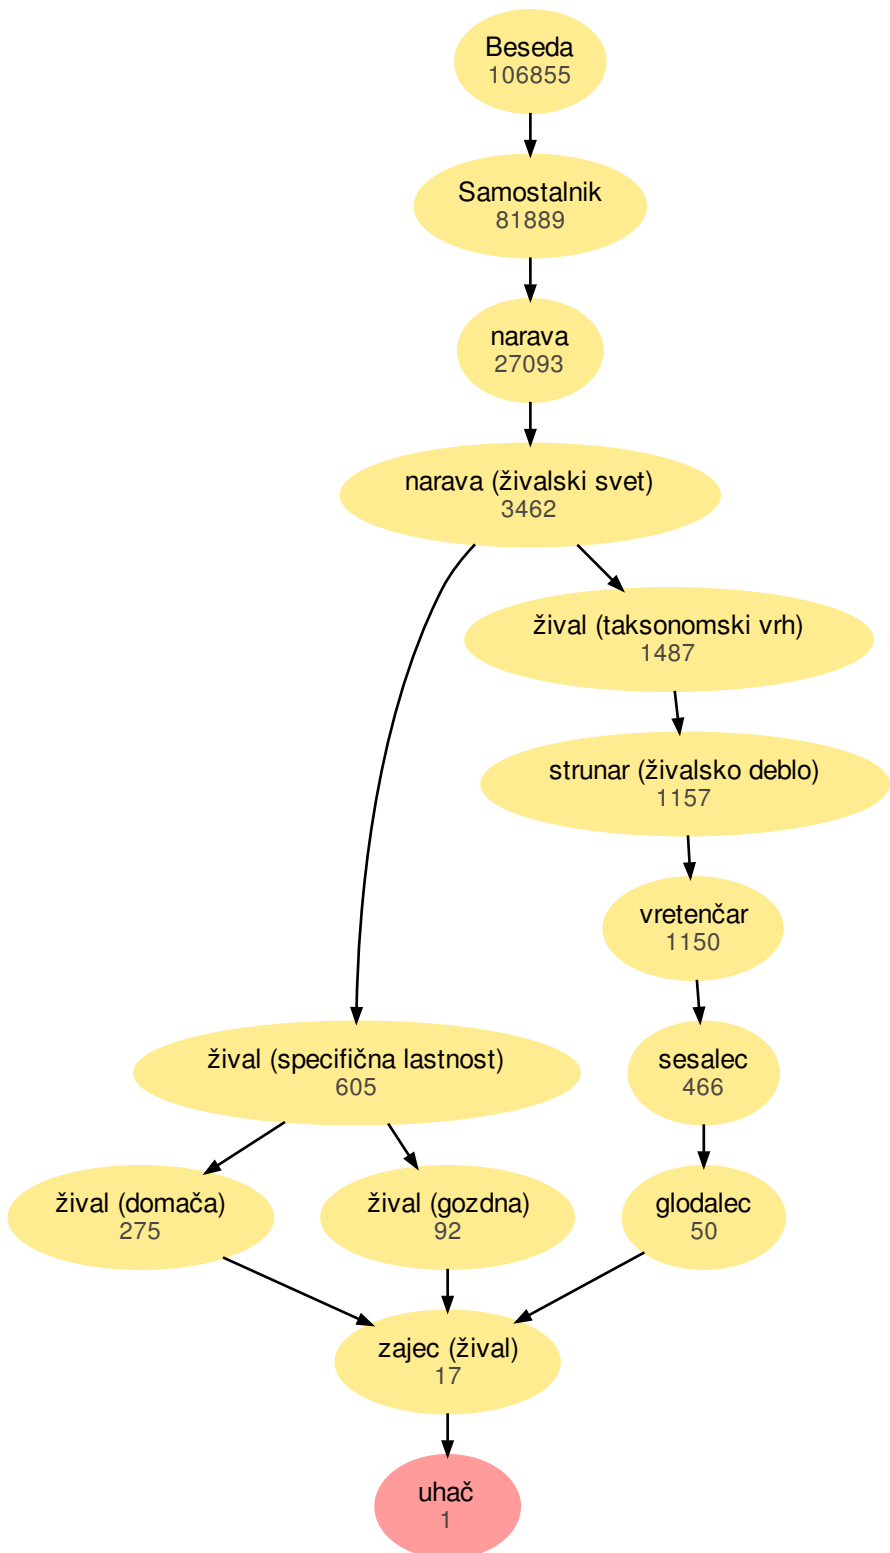 Beseda
106855
Samostalnik
81889
narava
27093
narava (živalski svet)
3462
žival (taksonomski vrh)
1487
strunar (živalsko deblo)
1157
vretenčar
1150
žival (specifična lastnost)
605
sesalec
466
žival (domača)
275
žival (gozdna)
92
glodalec
50
zajec (žival)
17
uhač
1